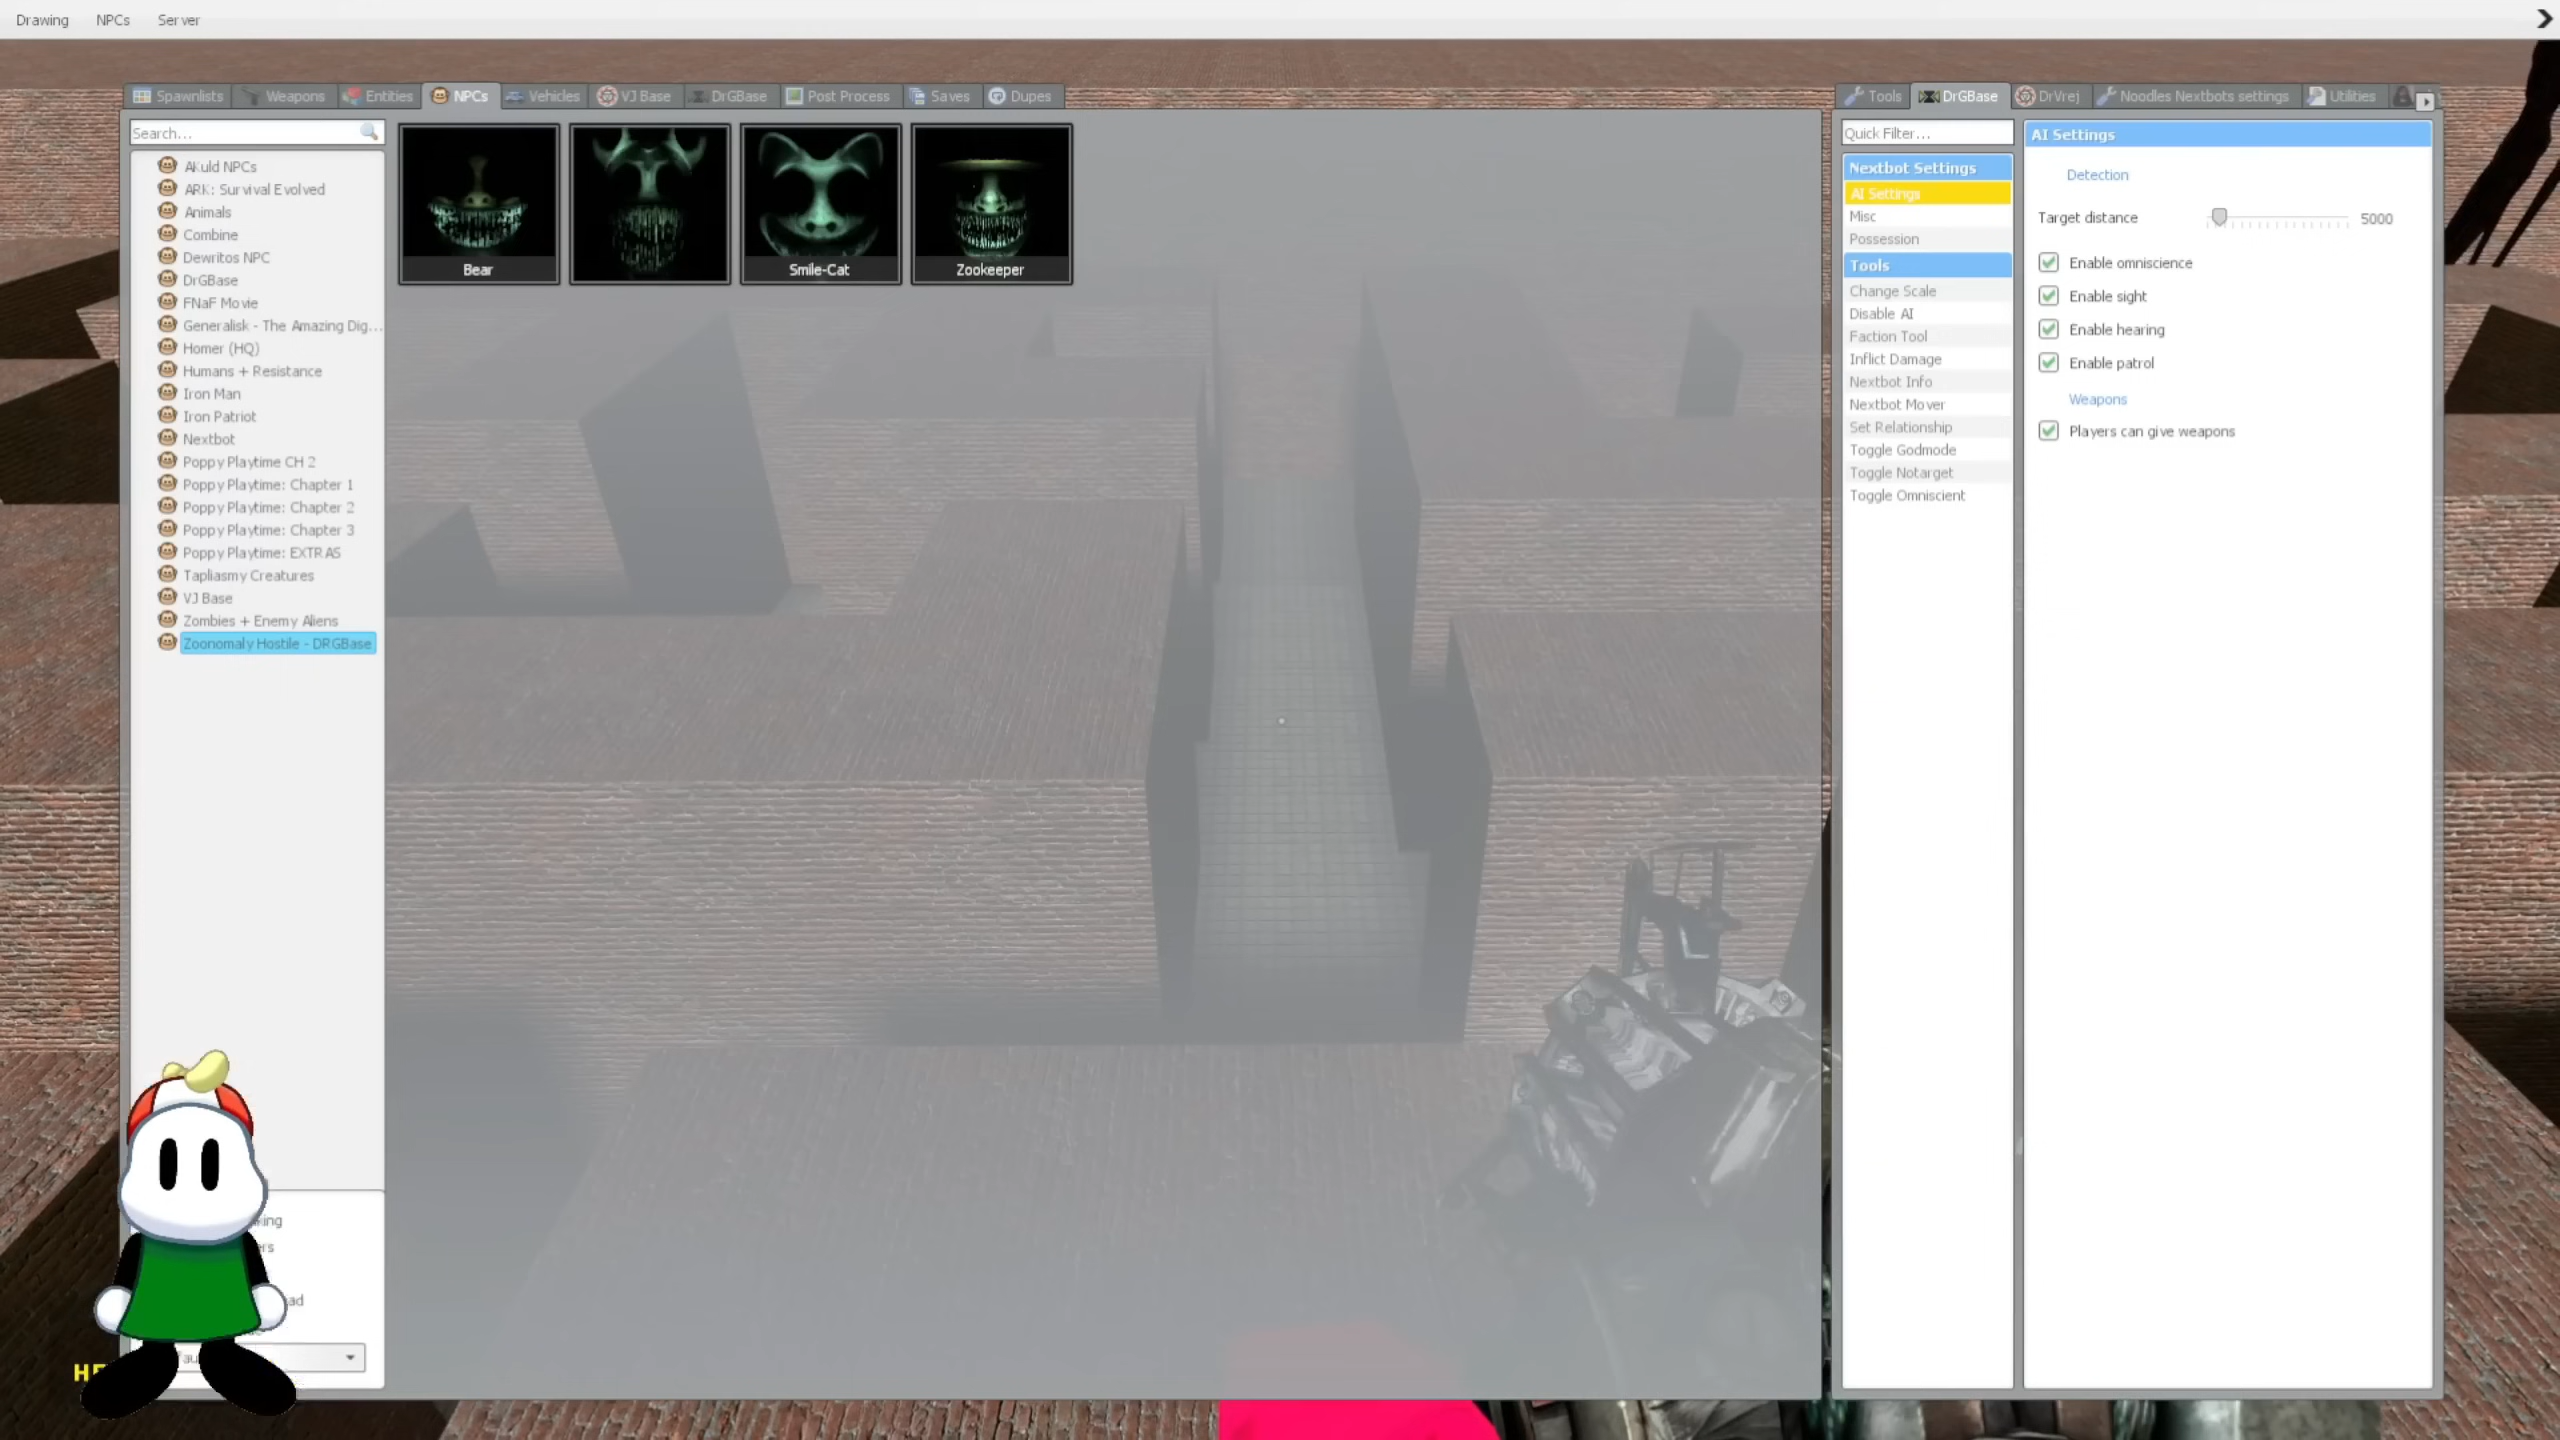 Drawing NPCs Server
Spawnlists Weapons Entities NPCs Vehicles VJ Base DrGBase Post Process Saves Dupes
Search...
AKuld NPCs
ARK: Survival Evolved
Animals
Combine
Dewritos NPC
DrGBase
FNaF Movie
Generalisk - The Amazing Dig...
Homer (HQ)
Humans + Resistance
Iron Man
Iron Patriot
Nextbot
Poppy Playtime CH 2
Poppy Playtime: Chapter 1
Poppy Playtime: Chapter 2
Poppy Playtime: Chapter 3
Poppy Playtime: EXTRAS
Tapliasmy Creatures
VJ Base
Zombies + Enemy Aliens
Zoonomaly Hostile - DRGBase
Bear
Smile-Cat
Zookeeper
Tools DrGBase DrVrej Noodles Nextbots settings Utilities
Quick Filter...
Nextbot Settings
AI Settings
Misc
Possession
Tools
Change Scale
Disable AI
Faction Tool
Inflict Damage
Nextbot Info
Nextbot Mover
Set Relationship
Toggle Godmode
Toggle Notarget
Toggle Omniscient
AI Settings
Detection
Target distance 5000
Enable omniscience
Enable sight
Enable hearing
Enable patrol
Weapons
Players can give weapons